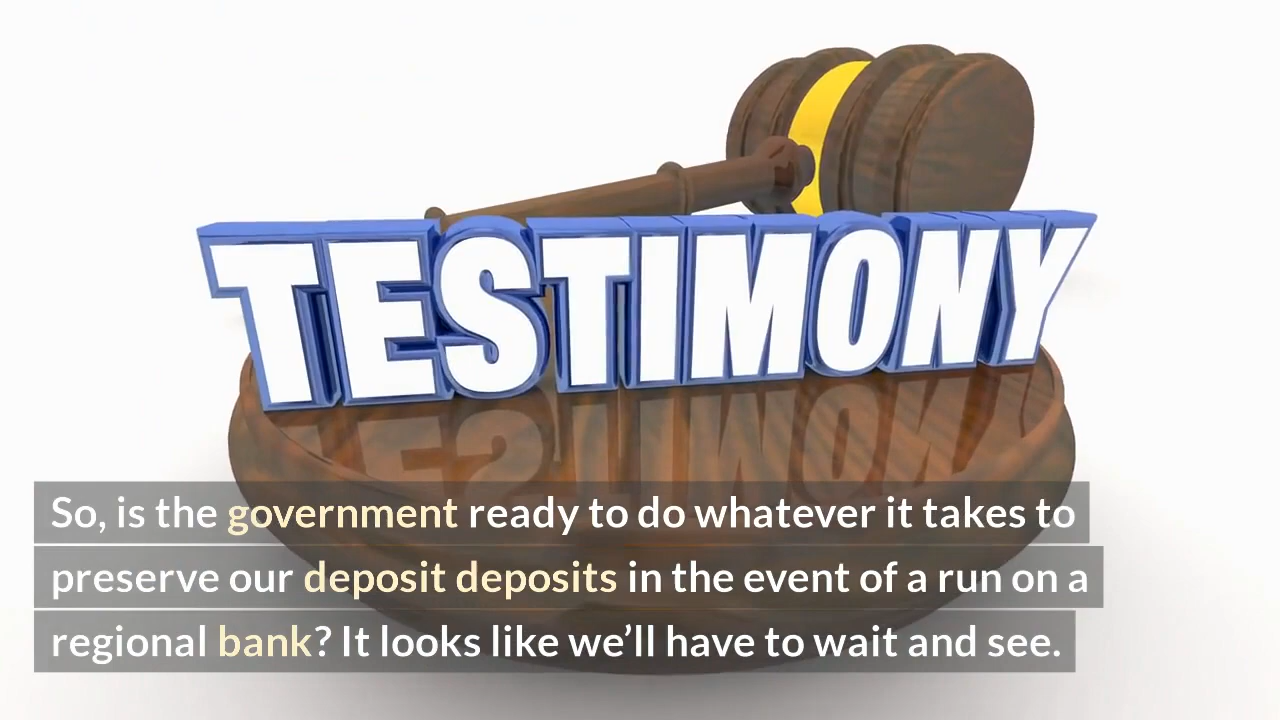 TESTIMONY
So, is the government ready to do whatever it takes to
preserve our deposit deposits in the event of a run on a
regional bank? It looks like we’ll have to wait and see.